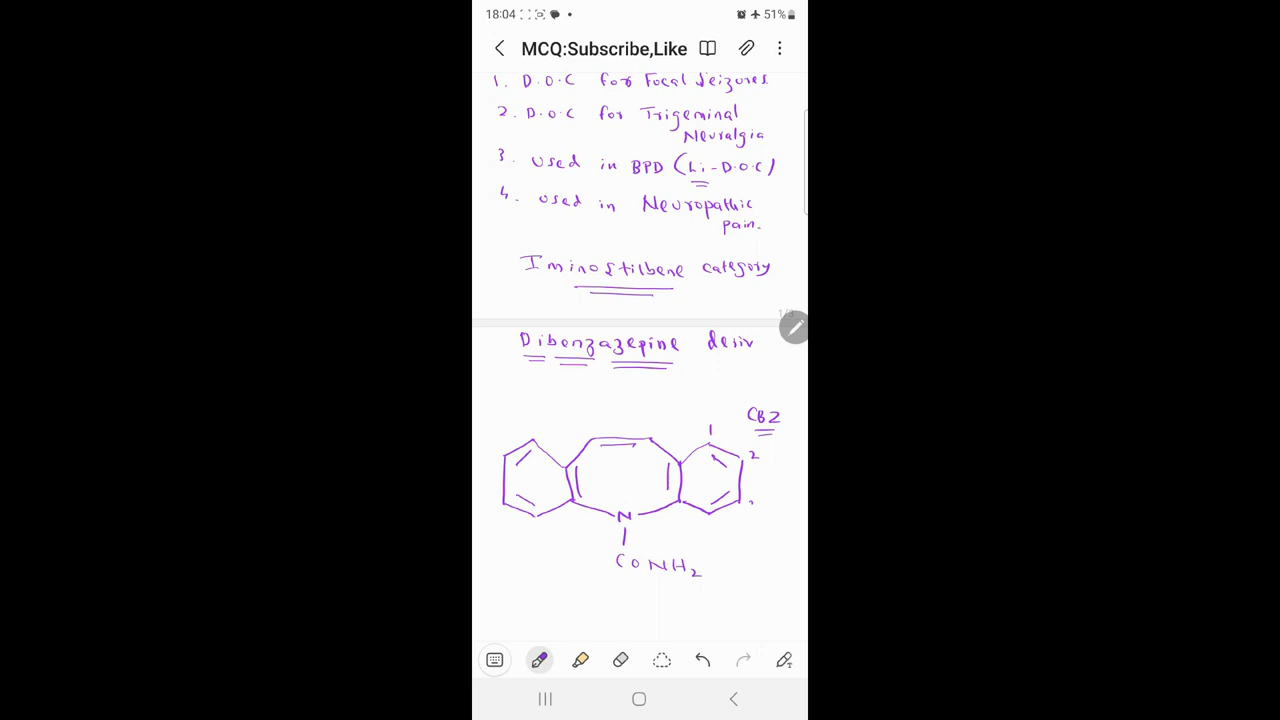 18:04
51%
MCQ:Subscribe,Like
1. D.O.C for Focal Seizures
2. D.O.C for Trigeminal
Neuralgia
3. Used in BPD (Li-D.O.C)
4. Used in Neuropathic
pain.
Iminostilbene category
Dibenzazepine deriv
CBZ
1
2
N
CONH2